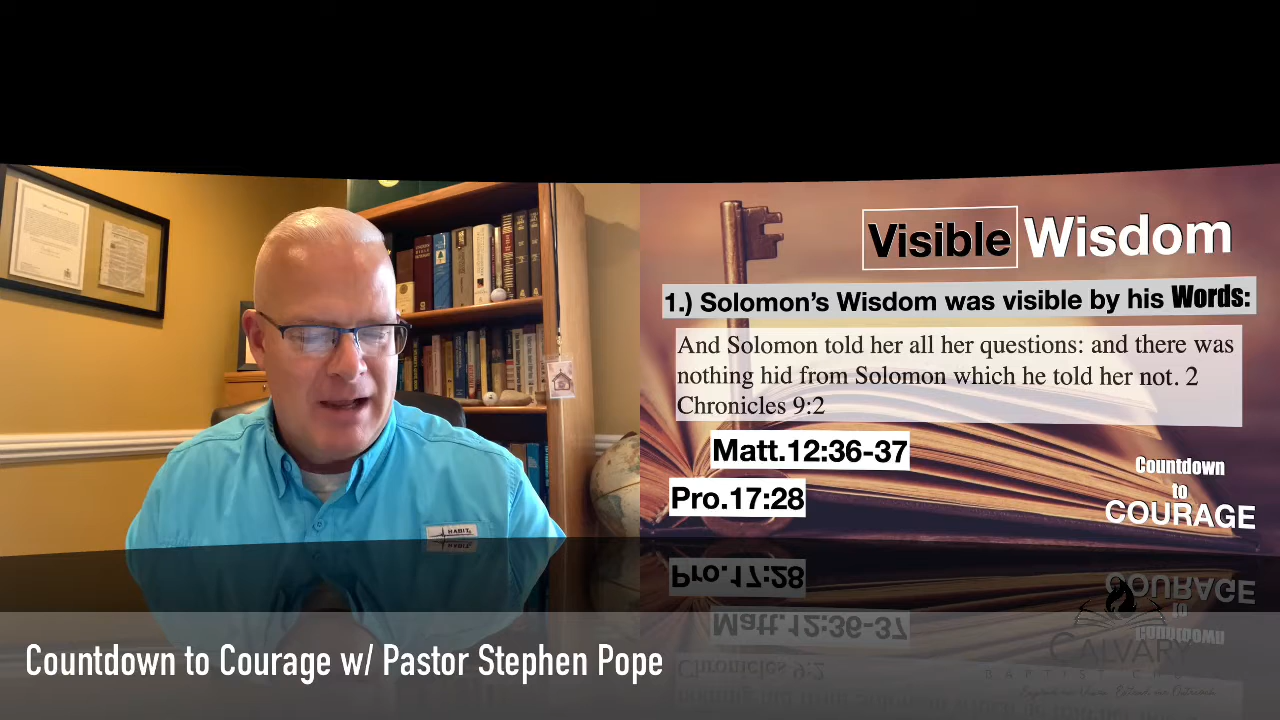 Visible Wisdom
1.) Solomon's Wisdom was visible by his Words:
And Solomon told her all her questions: and there was
nothing hid from Solomon which he told her not. 2
Chronicles 9:2
Matt.12:36-37
Pro.17:28
Countdown
to
COURAGE
HABIT
Countdown to Courage w/ Pastor Stephen Pope
CALVARY